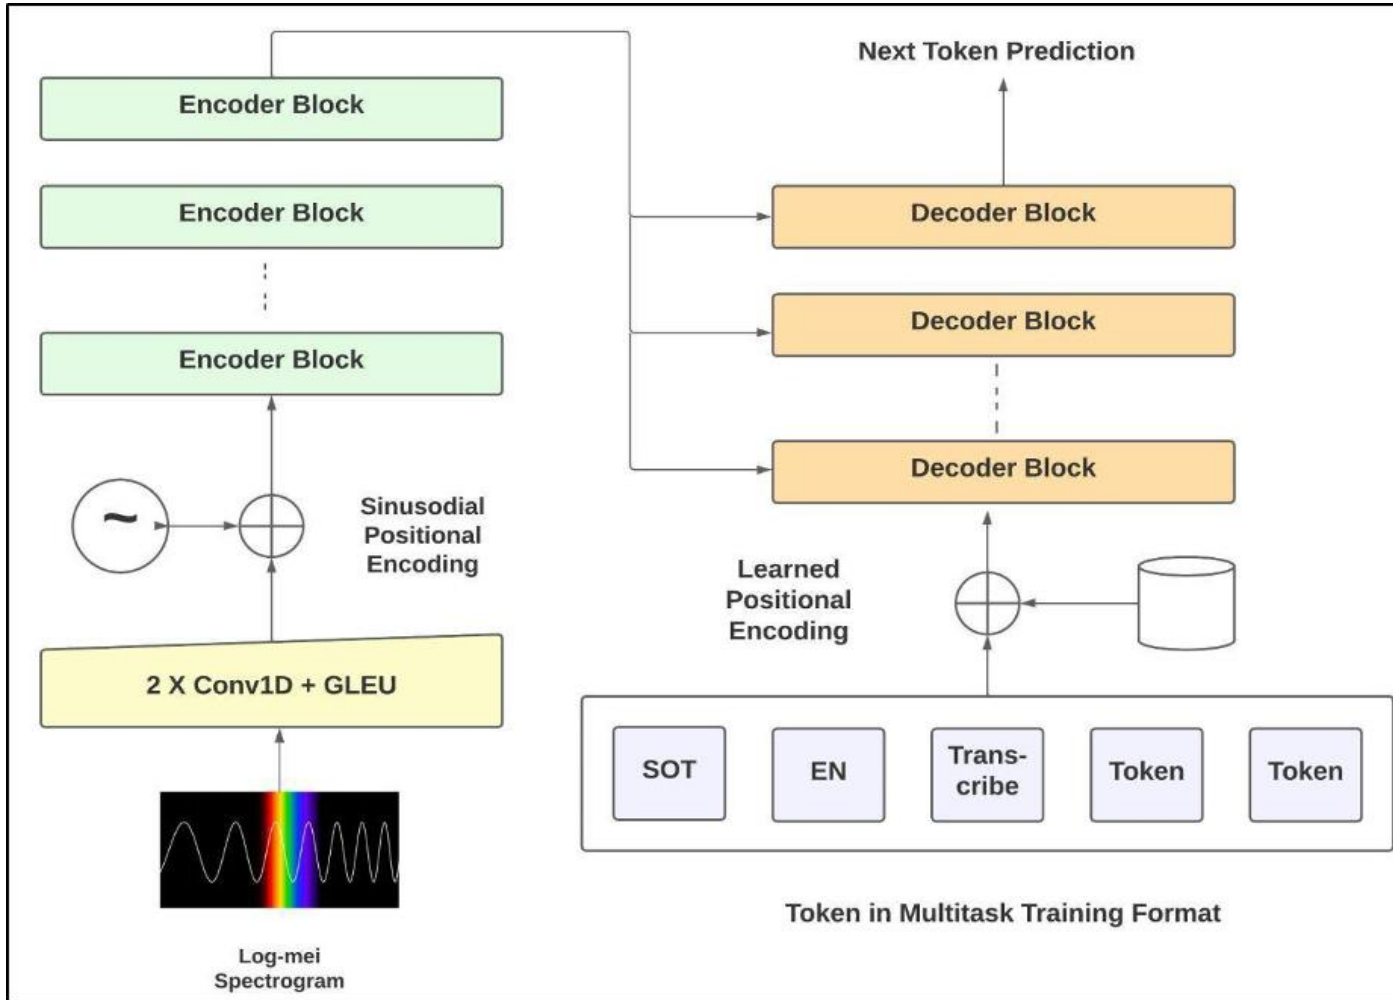 Encoder Block
Encoder Block
Encoder Block
~
Sinusodial
Positional
Encoding
2 X Conv1D + GLEU
Log-mei
Spectrogram
Next Token Prediction
Decoder Block
Decoder Block
Decoder Block
Learned
Positional
Encoding
SOT
EN
Trans-
cribe
Token
Token
Token in Multitask Training Format